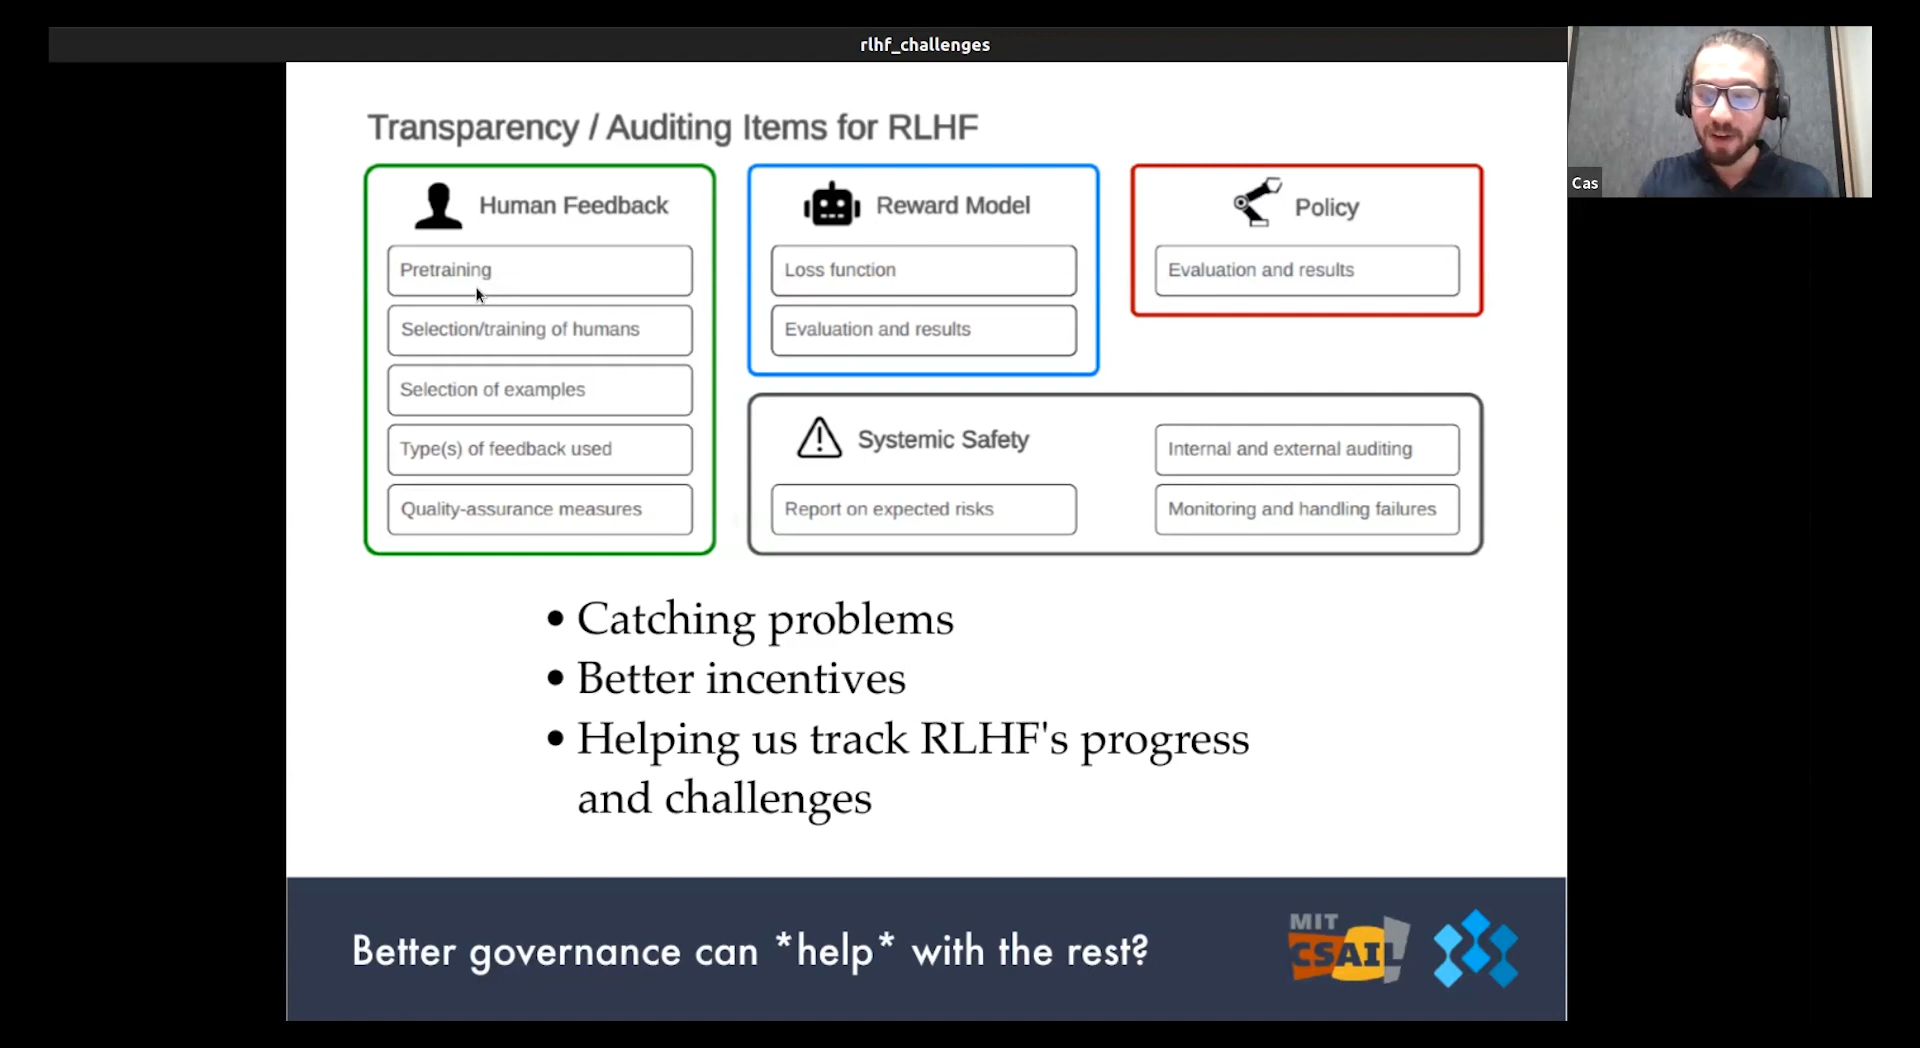 rlhf_challenges
Cas
Transparency / Auditing Items for RLHF
Human Feedback
Pretraining
Selection/training of humans
Selection of examples
Type(s) of feedback used
Quality-assurance measures
Reward Model
Loss function
Evaluation and results
Policy
Evaluation and results
Systemic Safety
Report on expected risks
Internal and external auditing
Monitoring and handling failures
• Catching problems
• Better incentives
• Helping us track RLHF's progress
and challenges
Better governance can *help* with the rest?
MIT
CSAIL